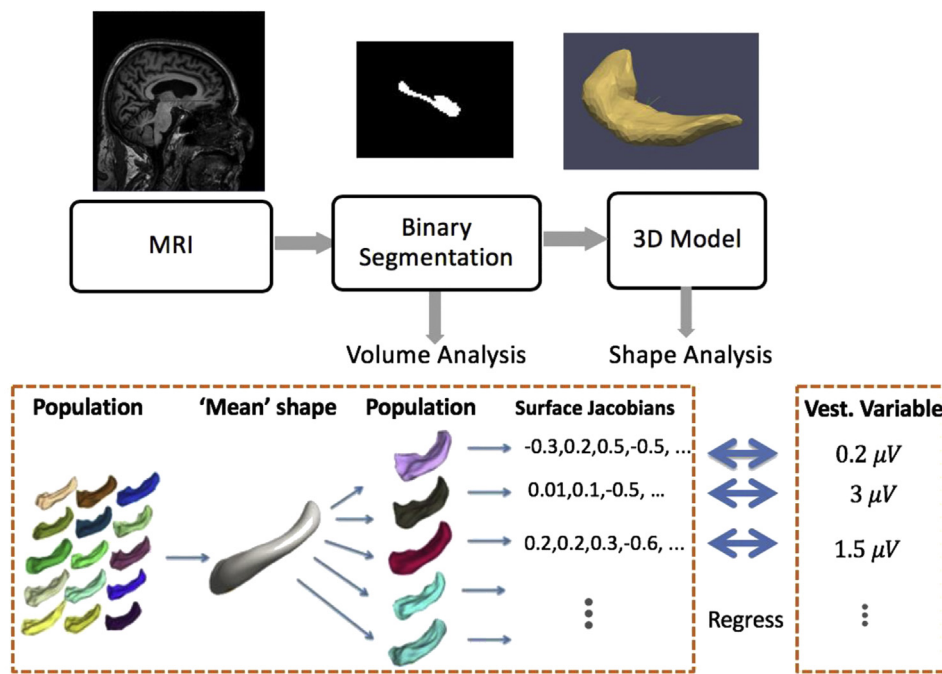 MRI
Binary
Segmentation
3D Model
Volume Analysis
Shape Analysis
Population
‘Mean’ shape
Population
Surface Jacobians
Vest. Variable
-0.3,0.2,0.5,-0.5, ...
0.2 μV
0.01,0.1,-0.5, ...
3 μV
0.2,0.2,0.3,-0.6, ...
1.5 μV
Regress